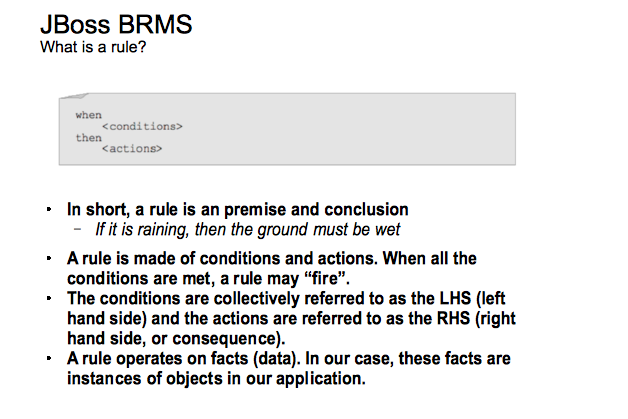 JBoss BRMS
What is a rule?
when
<conditions>
then
<actions>
• In short, a rule is an premise and conclusion
– If it is raining, then the ground must be wet
• A rule is made of conditions and actions. When all the
conditions are met, a rule may “fire”.
• The conditions are collectively referred to as the LHS (left
hand side) and the actions are referred to as the RHS (right
hand side, or consequence).
• A rule operates on facts (data). In our case, these facts are
instances of objects in our application.